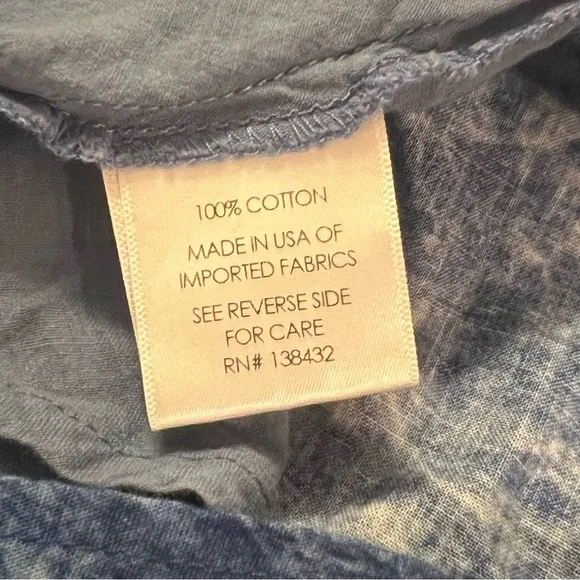 100% COTTON
MADE IN USA OF
IMPORTED FABRICS
SEE REVERSE SIDE
FOR CARE
RN# 138432